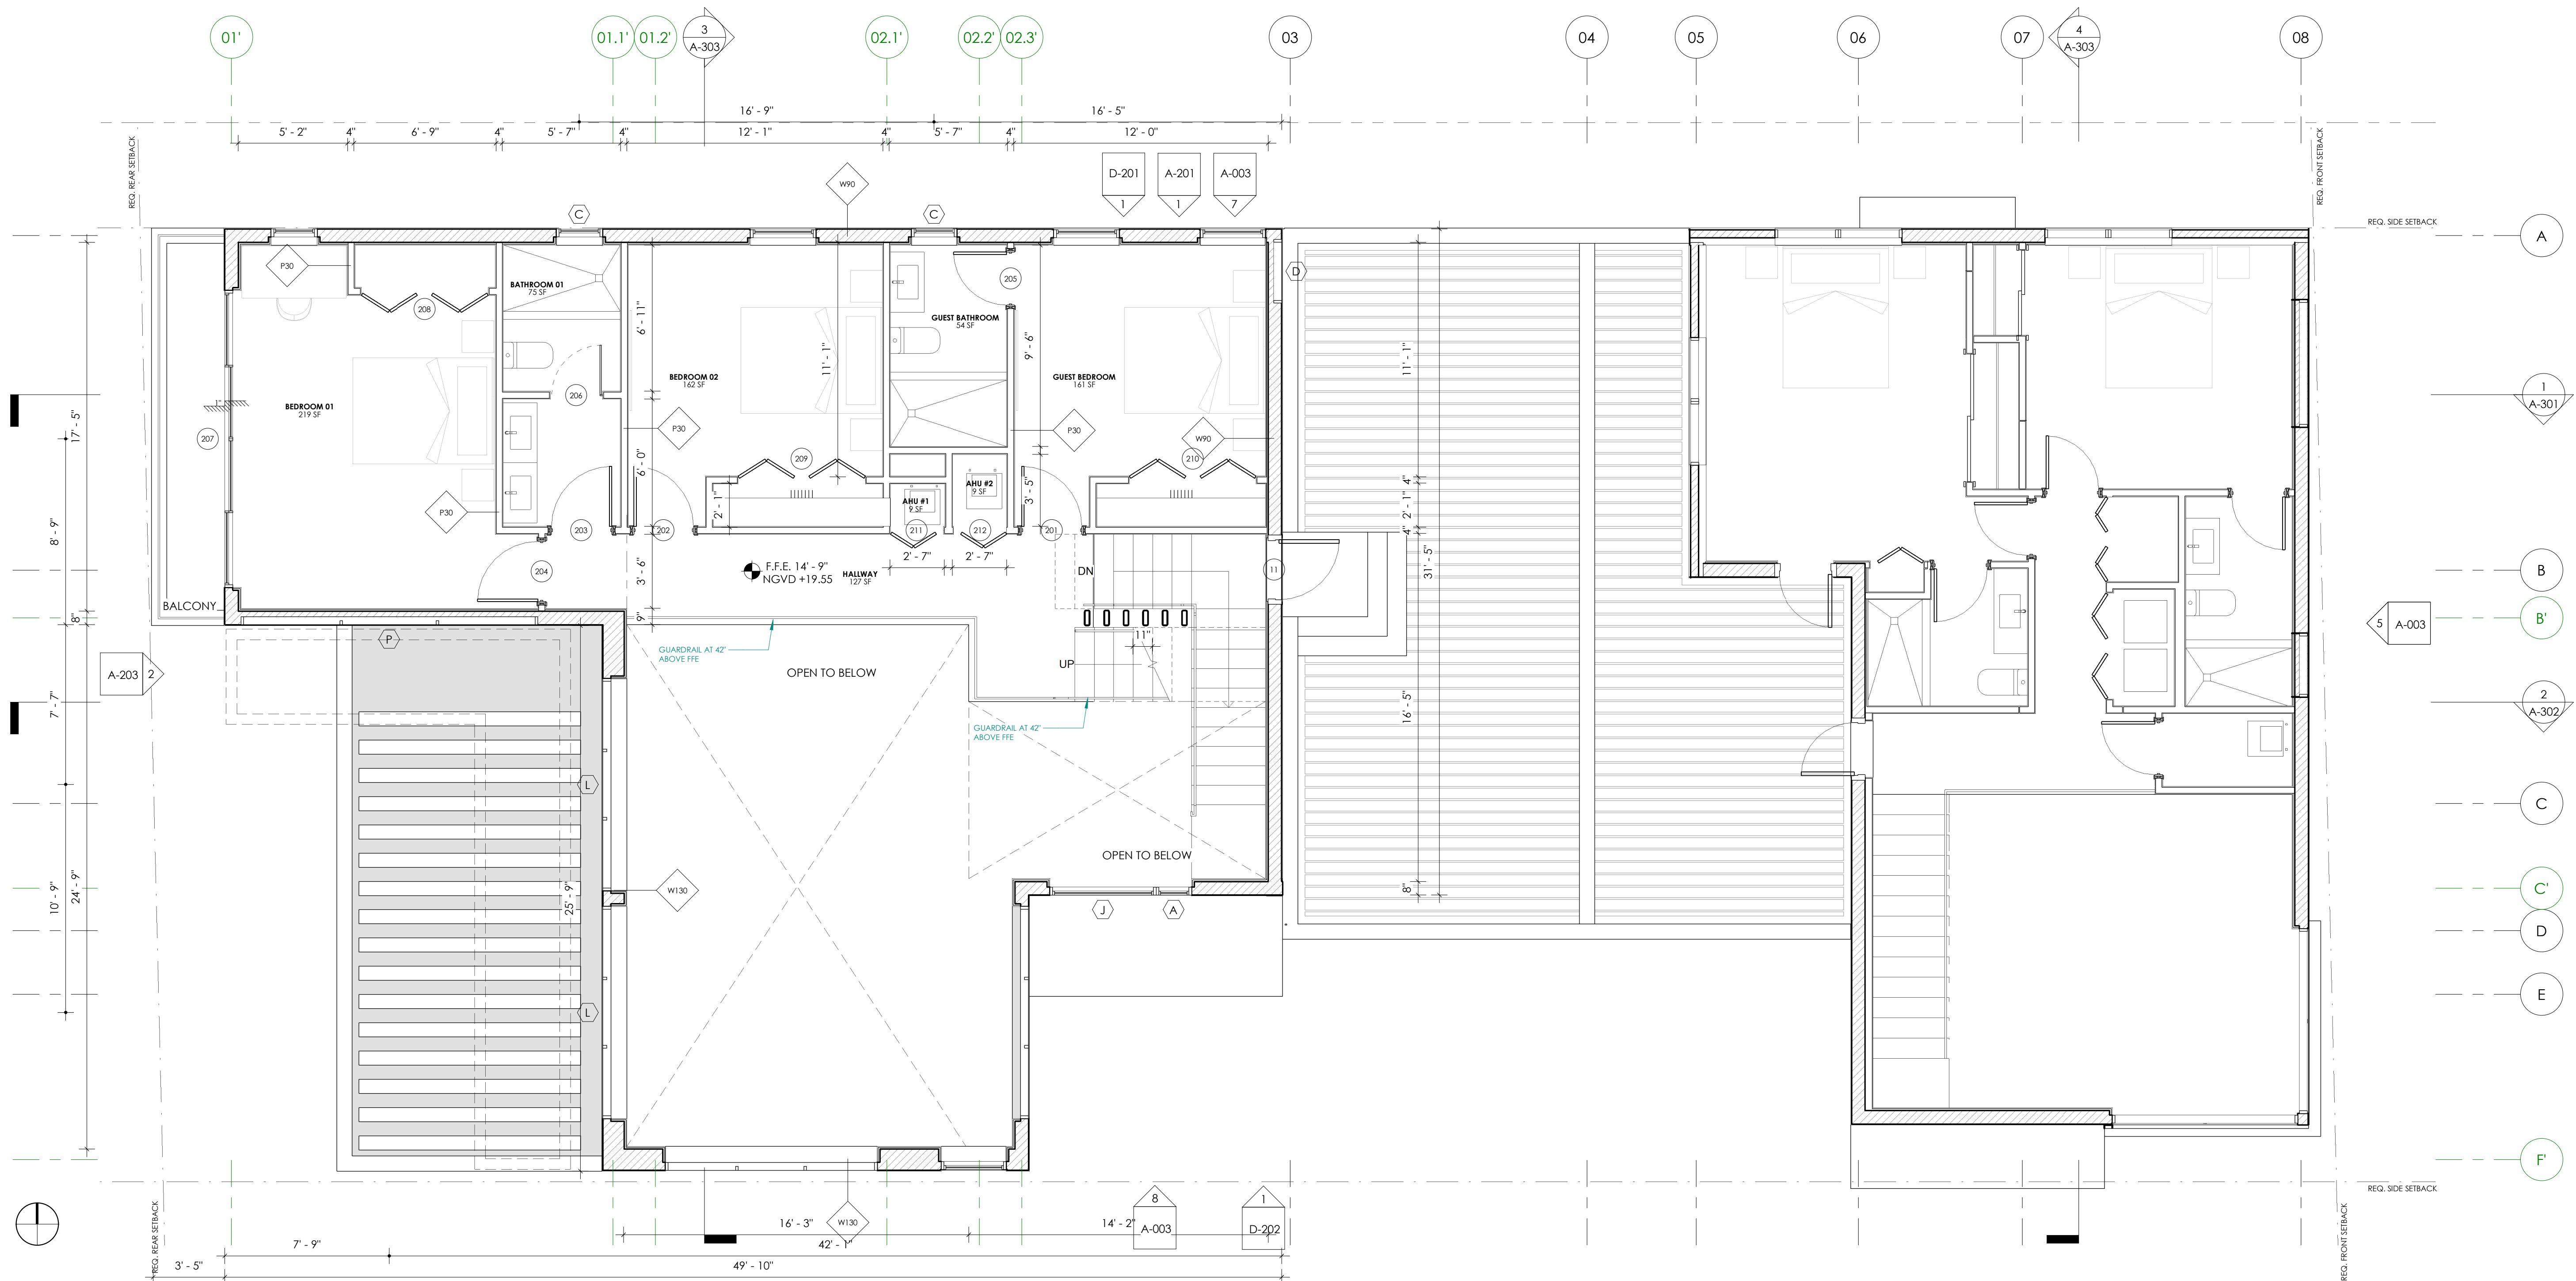 01'
01.1'
01.2'
3
A-303
02.1'
02.2'
02.3'
03
04
05
06
07
4
A-303
08
16' - 9"
16' - 5"
5' - 2"
4"
6' - 9"
4"
5' - 7"
4"
12' - 1"
4"
5' - 7"
4"
12' - 0"
REQ. REAR SETBACK
REQ. FRONT SETBACK
D-201
1
A-201
1
A-003
7
W90
C
C
REQ. SIDE SETBACK
A
P30
208
BATHROOM 01
75 SF
205
D
GUEST BATHROOM
54 SF
6' - 11"
11' - 1"
9' - 6"
11' - 1"
BEDROOM 02
162 SF
GUEST BEDROOM
161 SF
BEDROOM 01
219 SF
1"
206
207
17' - 5"
P30
P30
W90
1
A-301
209
210
6' - 0"
2' - 1"
3' - 5"
4"
2' - 1"
4"
AHU #1
9 SF
AHU #2
9 SF
P30
203
202
211
212
201
8' - 9"
204
2' - 7"
2' - 7"
3' - 6"
F.F.E. 14' - 9"
NGVD +19.55
HALLWAY
127 SF
DN
11
31' - 5"
B
BALCONY
8"
9"
B'
P
GUARDRAIL AT 42"
ABOVE FFE
OPEN TO BELOW
11"
UP
5
A-003
A-203
2
7' - 7"
16' - 5"
2
A-302
GUARDRAIL AT 42"
ABOVE FFE
L
C
OPEN TO BELOW
W130
10' - 9"
24' - 9"
25' - 9"
8"
C'
J
A
D
E
L
F'
REQ. SIDE SETBACK
8
A-003
1
D-202
REQ. REAR SETBACK
REQ. FRONT SETBACK
16' - 3"
W130
14' - 2"
7' - 9"
42' - 1"
3' - 5"
49' - 10"